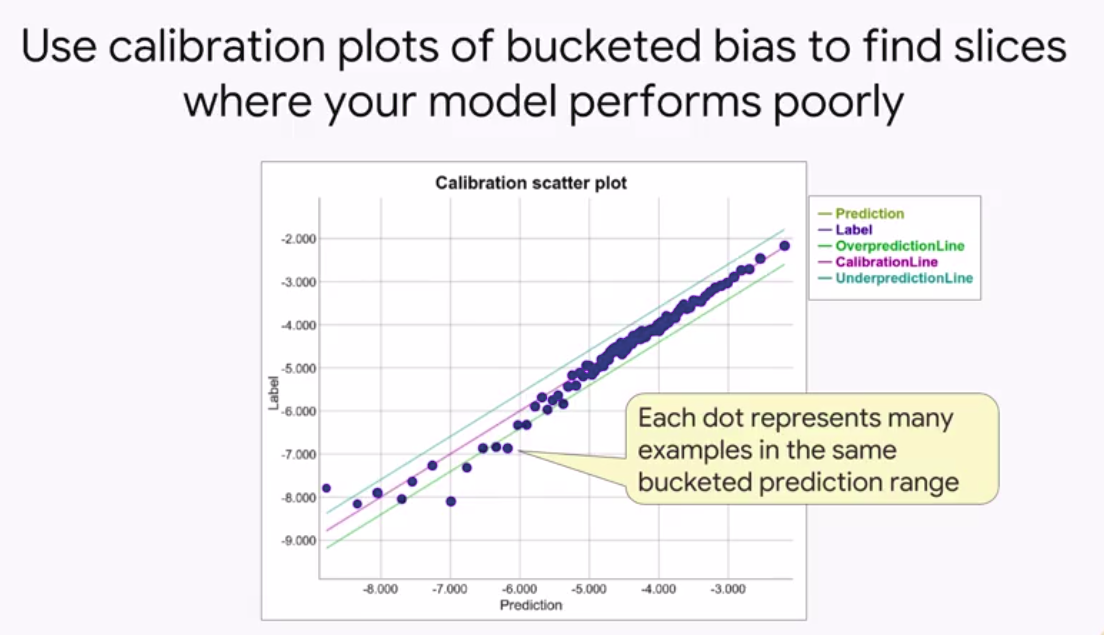 Use calibration plots of bucketed bias to find slices
where your model performs poorly
Calibration scatter plot
Prediction
Label
OverpredictionLine
CalibrationLine
UnderpredictionLine
-2.000
-3.000
-4.000
-5.000
-6.000
-7.000
-8.000
-9.000
Label
Each dot represents many
examples in the same
bucketed prediction range
-8.000 -7.000 -6.000 -5.000 -4.000 -3.000
Prediction